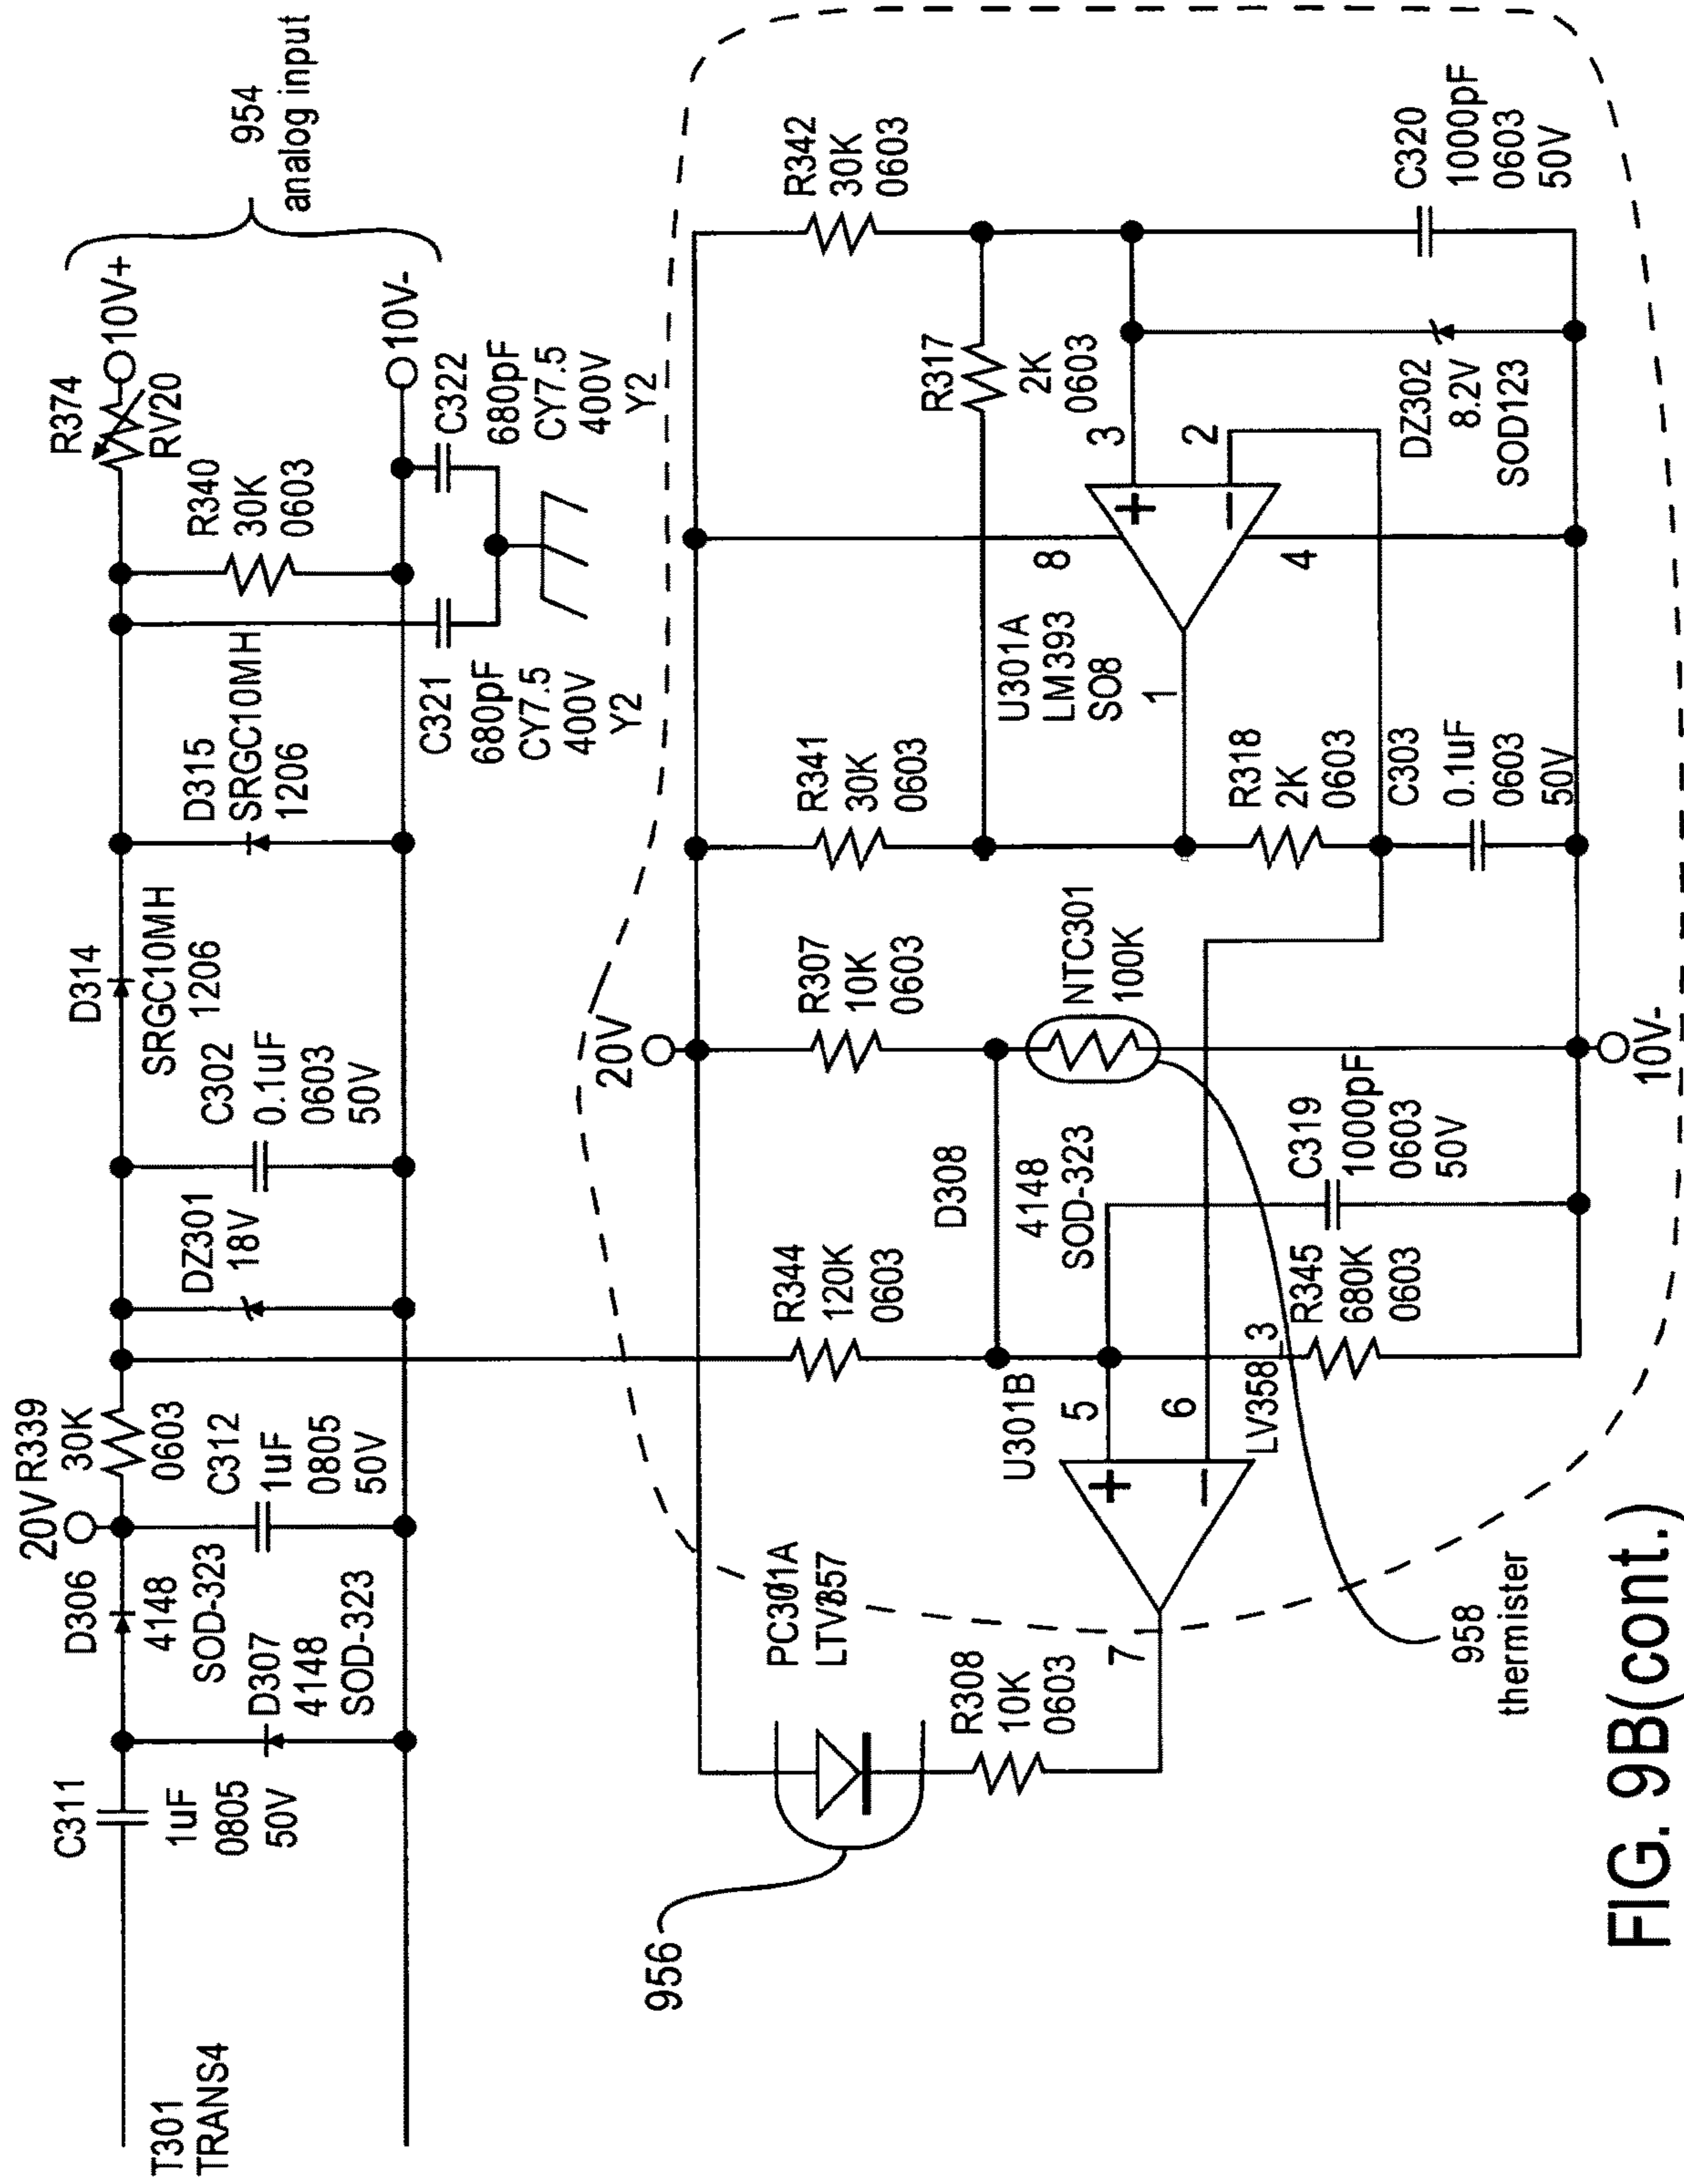 T301
TRANS4
C311
1uF
0805
50V
D307
4148
SOD-323
D306
4148
SOD-323
20V
R339
30K
0603
C312
1uF
0805
50V
DZ301
18V
C302
0.1uF
0603
50V
D314
SRGC10MH
1206
D315
SRGC10MH
1206
C321
680pF
CY7.5
400V
Y2
R340
30K
0603
R374
RV20
10V+
10V-
C322
680pF
CY7.5
400V
Y2
954
analog input
956
R308
10K
0603
7
U301B
5
6
+
−
LV358
3
R344
120K
0603
R345
680K
0603
C319
1000pF
0603
50V
D308
4148
SOD-323
20V
R307
10K
0603
NTC301
100K
10V-
R341
30K
0603
R318
2K
0603
C303
0.1uF
0603
50V
U301A
LM393
SO8
1
8
4
3
2
+
−
R317
2K
0603
R342
30K
0603
DZ302
8.2V
SOD123
C320
1000pF
0603
50V
958
thermister
FIG. 9B(cont.)